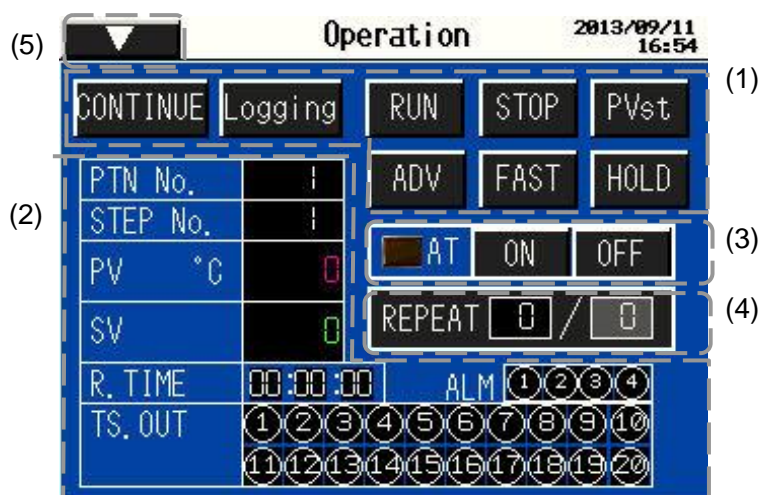 (5)
Operation
2013/09/11
16:54
(1)
CONTINUE Logging RUN STOP PVst
ADV FAST HOLD
(2)
PTN No. 1
STEP No. 1
PV °C 0
SV 0
(3)
AT ON OFF
(4)
REPEAT 0 / 0
R.TIME 00:00:00 ALM 1 2 3 4
TS.OUT 1 2 3 4 5 6 7 8 9 10
11 12 13 14 15 16 17 18 19 20